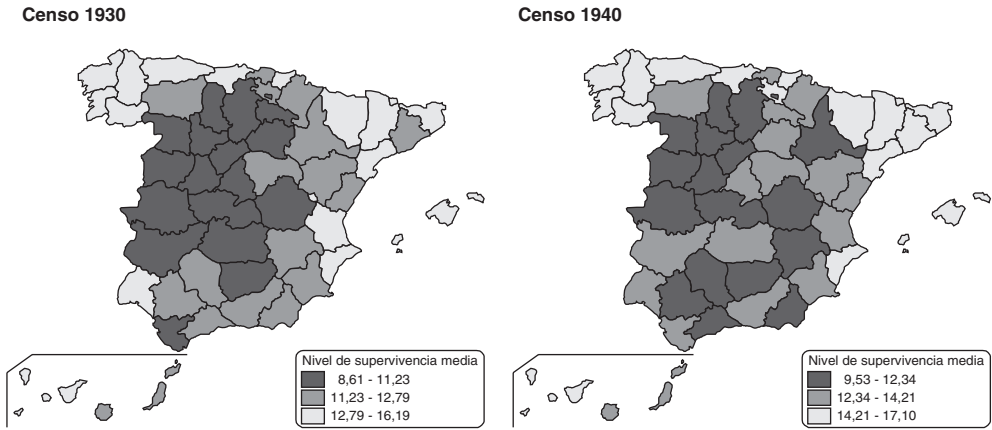 Censo 1930
Nivel de supervivencia media
8,61 - 11,23
11,23 - 12,79
12,79 - 16,19
Censo 1940
Nivel de supervivencia media
9,53 - 12,34
12,34 - 14,21
14,21 - 17,10